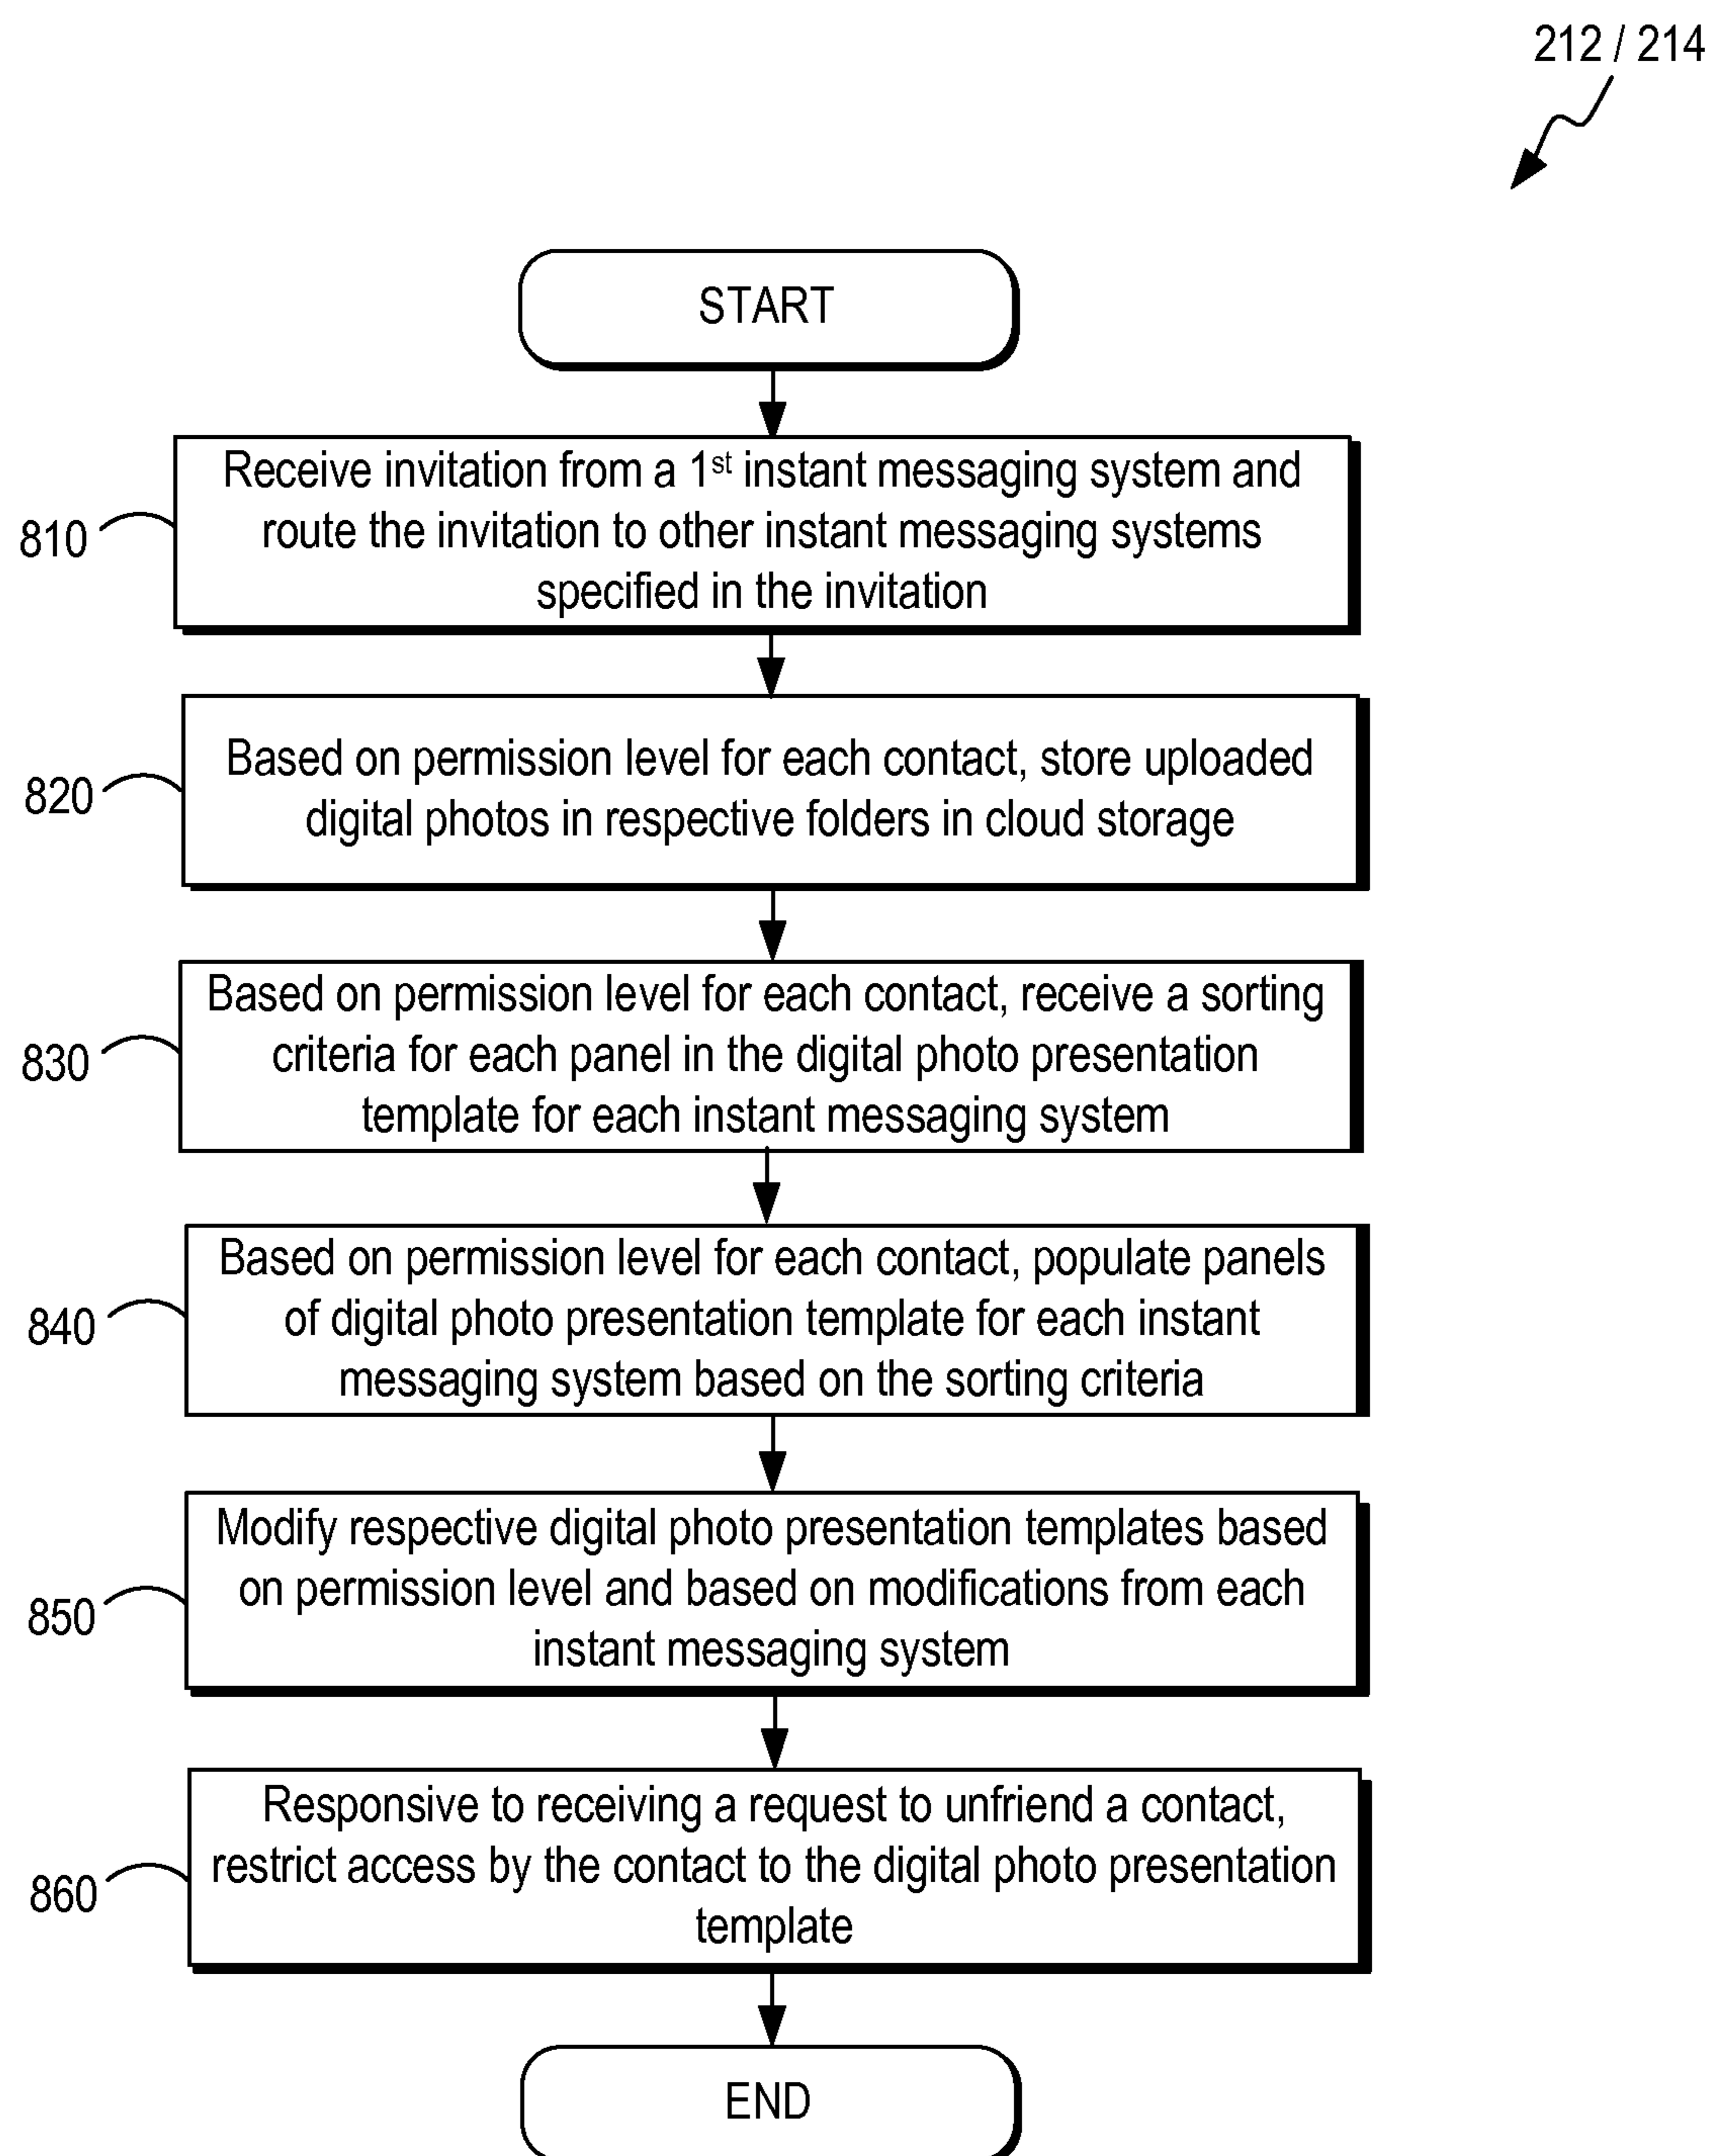 212 / 214
START
Receive invitation from a 1st instant messaging system and
route the invitation to other instant messaging systems
specified in the invitation
810
Based on permission level for each contact, store uploaded
digital photos in respective folders in cloud storage
820
Based on permission level for each contact, receive a sorting
criteria for each panel in the digital photo presentation
template for each instant messaging system
830
Based on permission level for each contact, populate panels
of digital photo presentation template for each instant
messaging system based on the sorting criteria
840
Modify respective digital photo presentation templates based
on permission level and based on modifications from each
instant messaging system
850
Responsive to receiving a request to unfriend a contact,
restrict access by the contact to the digital photo presentation
template
860
END